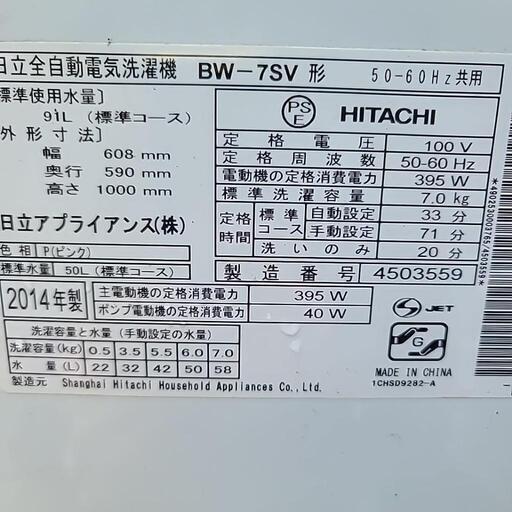 日立全自動電気洗濯機 BW-7SV 形 50-60Hz共用
[標準使用水量]
91L (標準コース)
[外形寸法]
幅 608 mm
奥行 590 mm
高さ 1000 mm
日立アプライアンス(株)
色相 P(ピンク)
標準水量 50L (標準コース)
2014年製
PSE HITACHI
定格電圧 100 V
定格周波数 50-60 Hz
電動機の定格消費電力 395 W
標準洗濯容量 7.0 kg
定格時間 標準コース 自動設定 33 分
手動設定 71 分
洗いのみ 20 分
製造番号 4503559
主電動機の定格消費電力 395 W
ポンプ電動機の定格消費電力 40 W
洗濯容量と水量 (手動設定の水量)
洗濯容量(kg) 0.5 3.5 5.5 6.0 7.0
水量 (L) 22 32 42 50 58
製造元 Shanghai Hitachi Household Appliances Co.,Ltd.
S JET
G
MADE IN CHINA
1CHSD9282-A
*4902530003765/4503559*